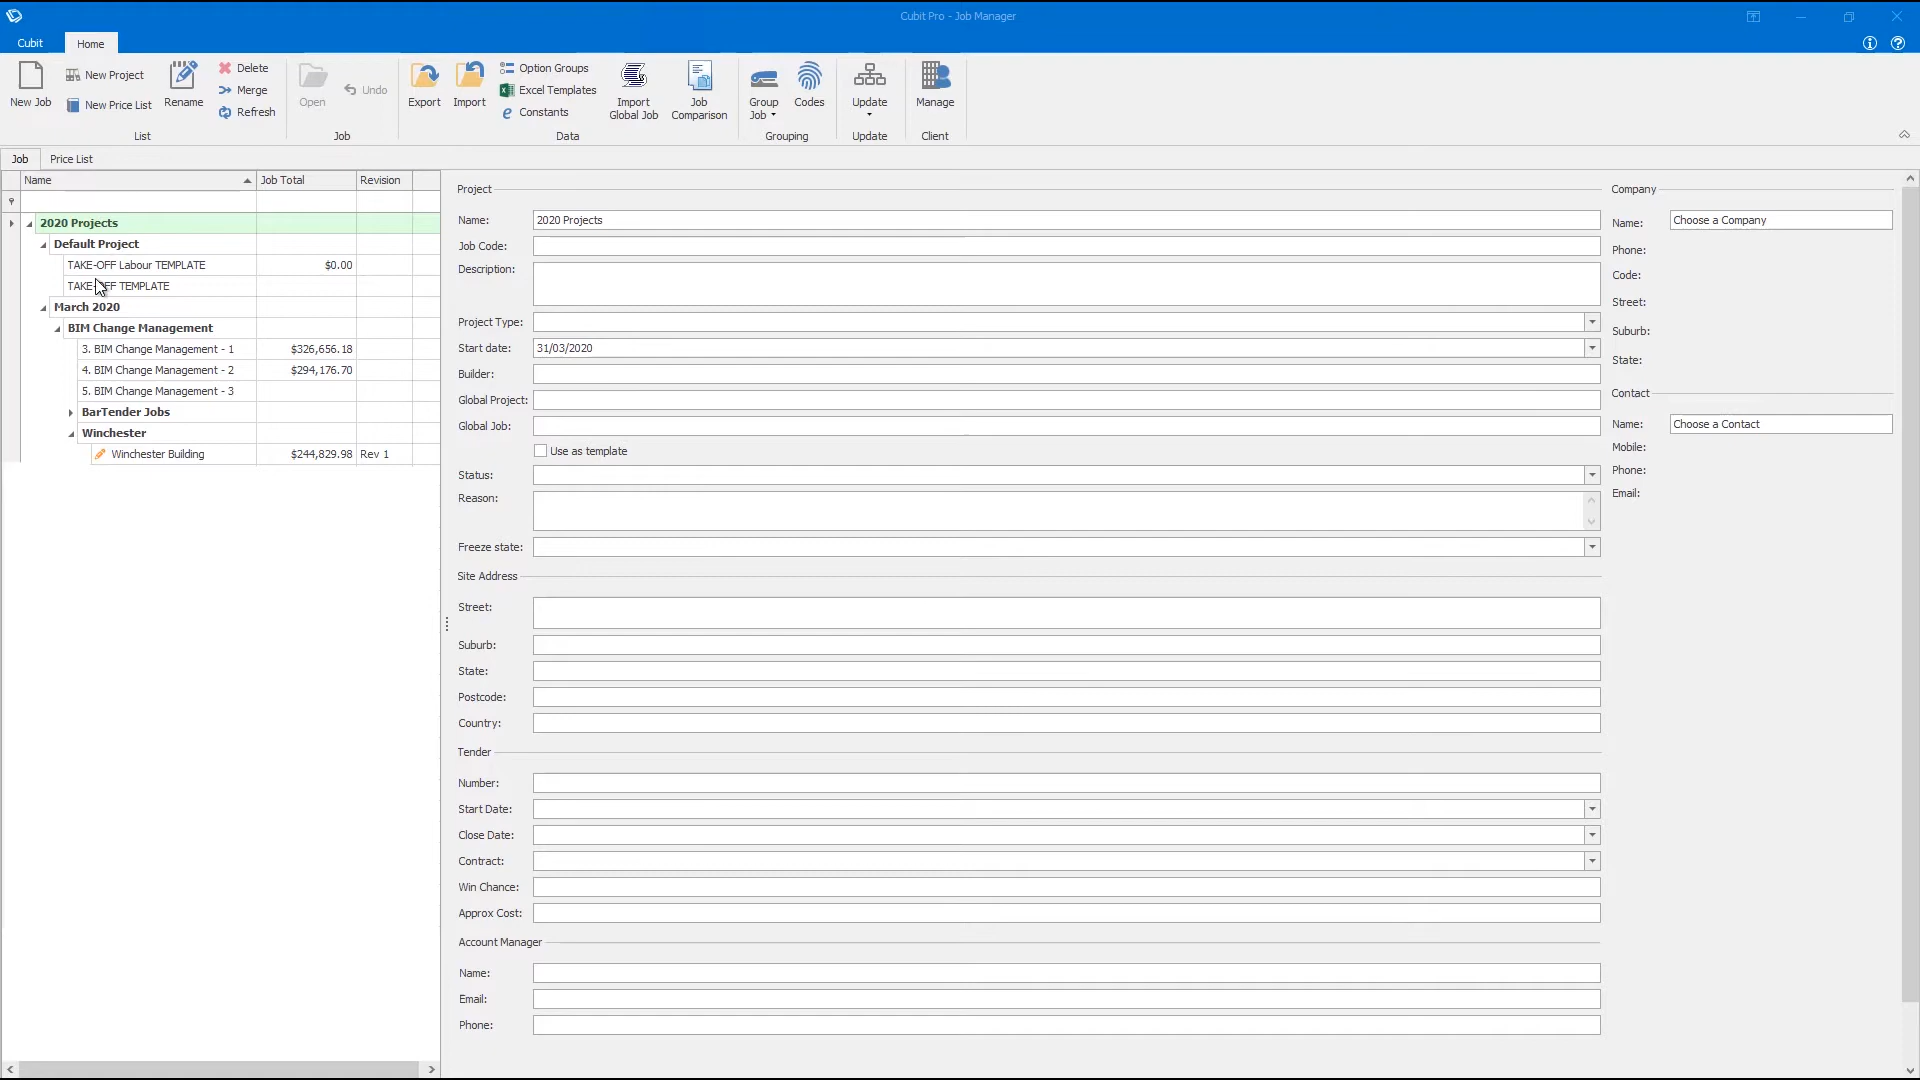 Cubit Pro - Job Manager
Cubit
Home
New Job
New Project
New Price List
Rename
Delete
Merge
Refresh
List
Open
Undo
Job
Export
Import
Option Groups
Excel Templates
Constants
Import
Global Job
Job
Comparison
Data
Group
Job
Codes
Grouping
Update
Update
Manage
Client
Job
Price List
Name
Job Total
Revision
2020 Projects
Default Project
TAKE-OFF Labour TEMPLATE
$0.00
TAKE-OFF TEMPLATE
March 2020
BIM Change Management
3. BIM Change Management - 1
$326,656.18
4. BIM Change Management - 2
$294,176.70
5. BIM Change Management - 3
BarTender Jobs
Winchester
Winchester Building
$244,829.98
Rev 1
Project
Name:
2020 Projects
Job Code:
Description:
Project Type:
Start date:
31/03/2020
Builder:
Global Project:
Global Job:
Use as template
Status:
Reason:
Freeze state:
Site Address
Street:
Suburb:
State:
Postcode:
Country:
Tender
Number:
Start Date:
Close Date:
Contract:
Win Chance:
Approx Cost:
Account Manager
Name:
Email:
Phone:
Company
Name:
Choose a Company
Phone:
Code:
Street:
Suburb:
State:
Contact
Name:
Choose a Contact
Mobile:
Phone:
Email: